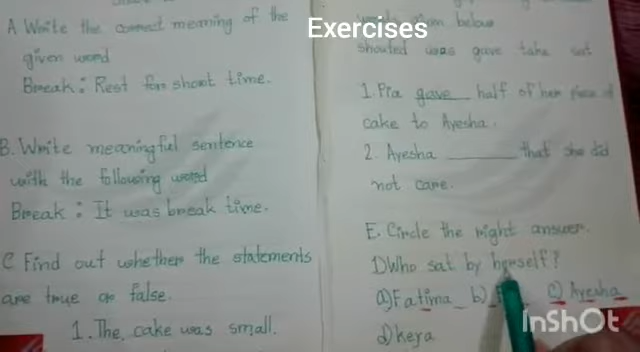 Exercises
A Write the correct meaning of the
given word
Break : Rest for short time.
B. Write meaningful sentence
with the following word
Break : It was break time.
C Find out whether the statements
are true or false.
1. The cake was small.
below
shouted was gave take sat
1. Pia gave half of her piece of
cake to Ayesha.
2. Ayesha ______ that she did
not care.
E. Circle the right answer.
1) Who sat by herself?
a) Fatima b) c) Ayesha
d) keya
InShOt